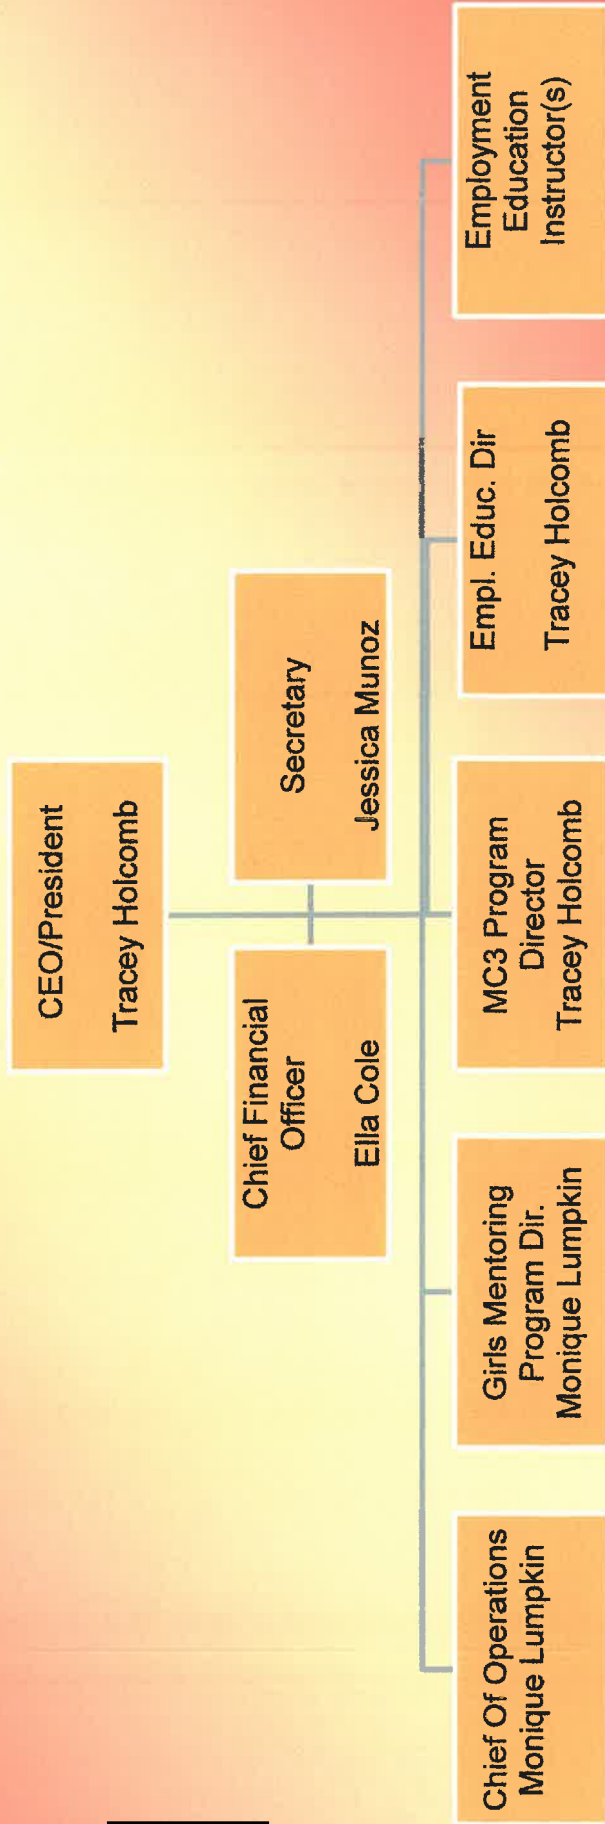 CEO/President
Tracey Holcomb
Chief Financial
Officer
Ella Cole
Secretary
Jessica Munoz
Chief Of Operations
Monique Lumpkin
Girls Mentoring
Program Dir.
Monique Lumpkin
MC3 Program
Director
Tracey Holcomb
Empl. Educ. Dir
Tracey Holcomb
Employment
Education
Instructor(s)